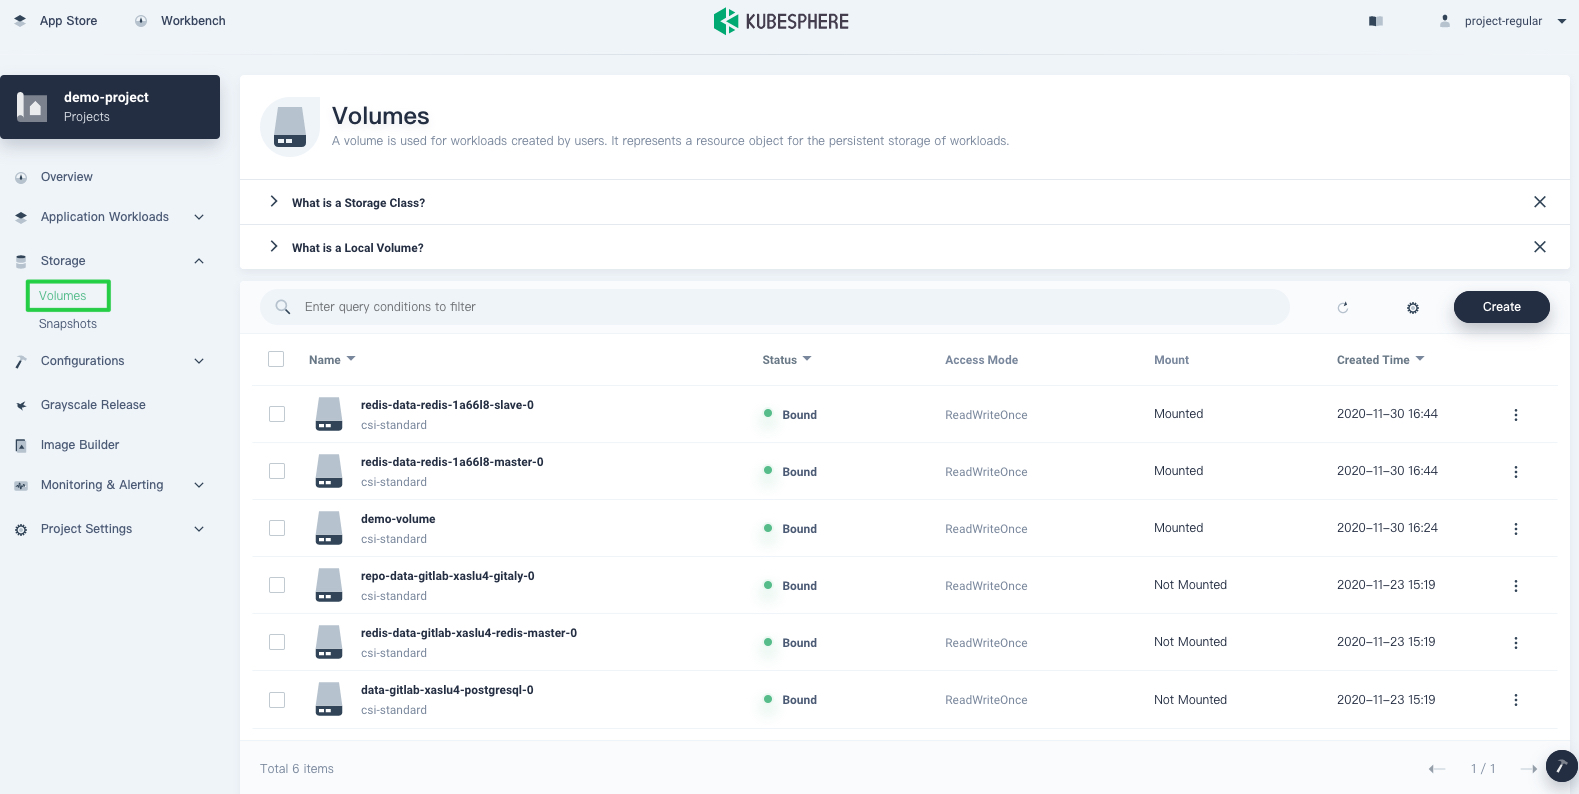 App Store
Workbench
KUBESPHERE
project-regular
demo-project
Projects
Overview
Application Workloads
Storage
Volumes
Snapshots
Configurations
Grayscale Release
Image Builder
Monitoring & Alerting
Project Settings
Volumes
A volume is used for workloads created by users. It represents a resource object for the persistent storage of workloads.
What is a Storage Class?
What is a Local Volume?
Enter query conditions to filter
Create
Name Status Access Mode Mount Created Time
redis-data-redis-1a66l8-slave-0
csi-standard
Bound ReadWriteOnce Mounted 2020-11-30 16:44
redis-data-redis-1a66l8-master-0
csi-standard
Bound ReadWriteOnce Mounted 2020-11-30 16:44
demo-volume
csi-standard
Bound ReadWriteOnce Mounted 2020-11-30 16:24
repo-data-gitlab-xaslu4-gitaly-0
csi-standard
Bound ReadWriteOnce Not Mounted 2020-11-23 15:19
redis-data-gitlab-xaslu4-redis-master-0
csi-standard
Bound ReadWriteOnce Not Mounted 2020-11-23 15:19
data-gitlab-xaslu4-postgresql-0
csi-standard
Bound ReadWriteOnce Not Mounted 2020-11-23 15:19
Total 6 items
1 / 1